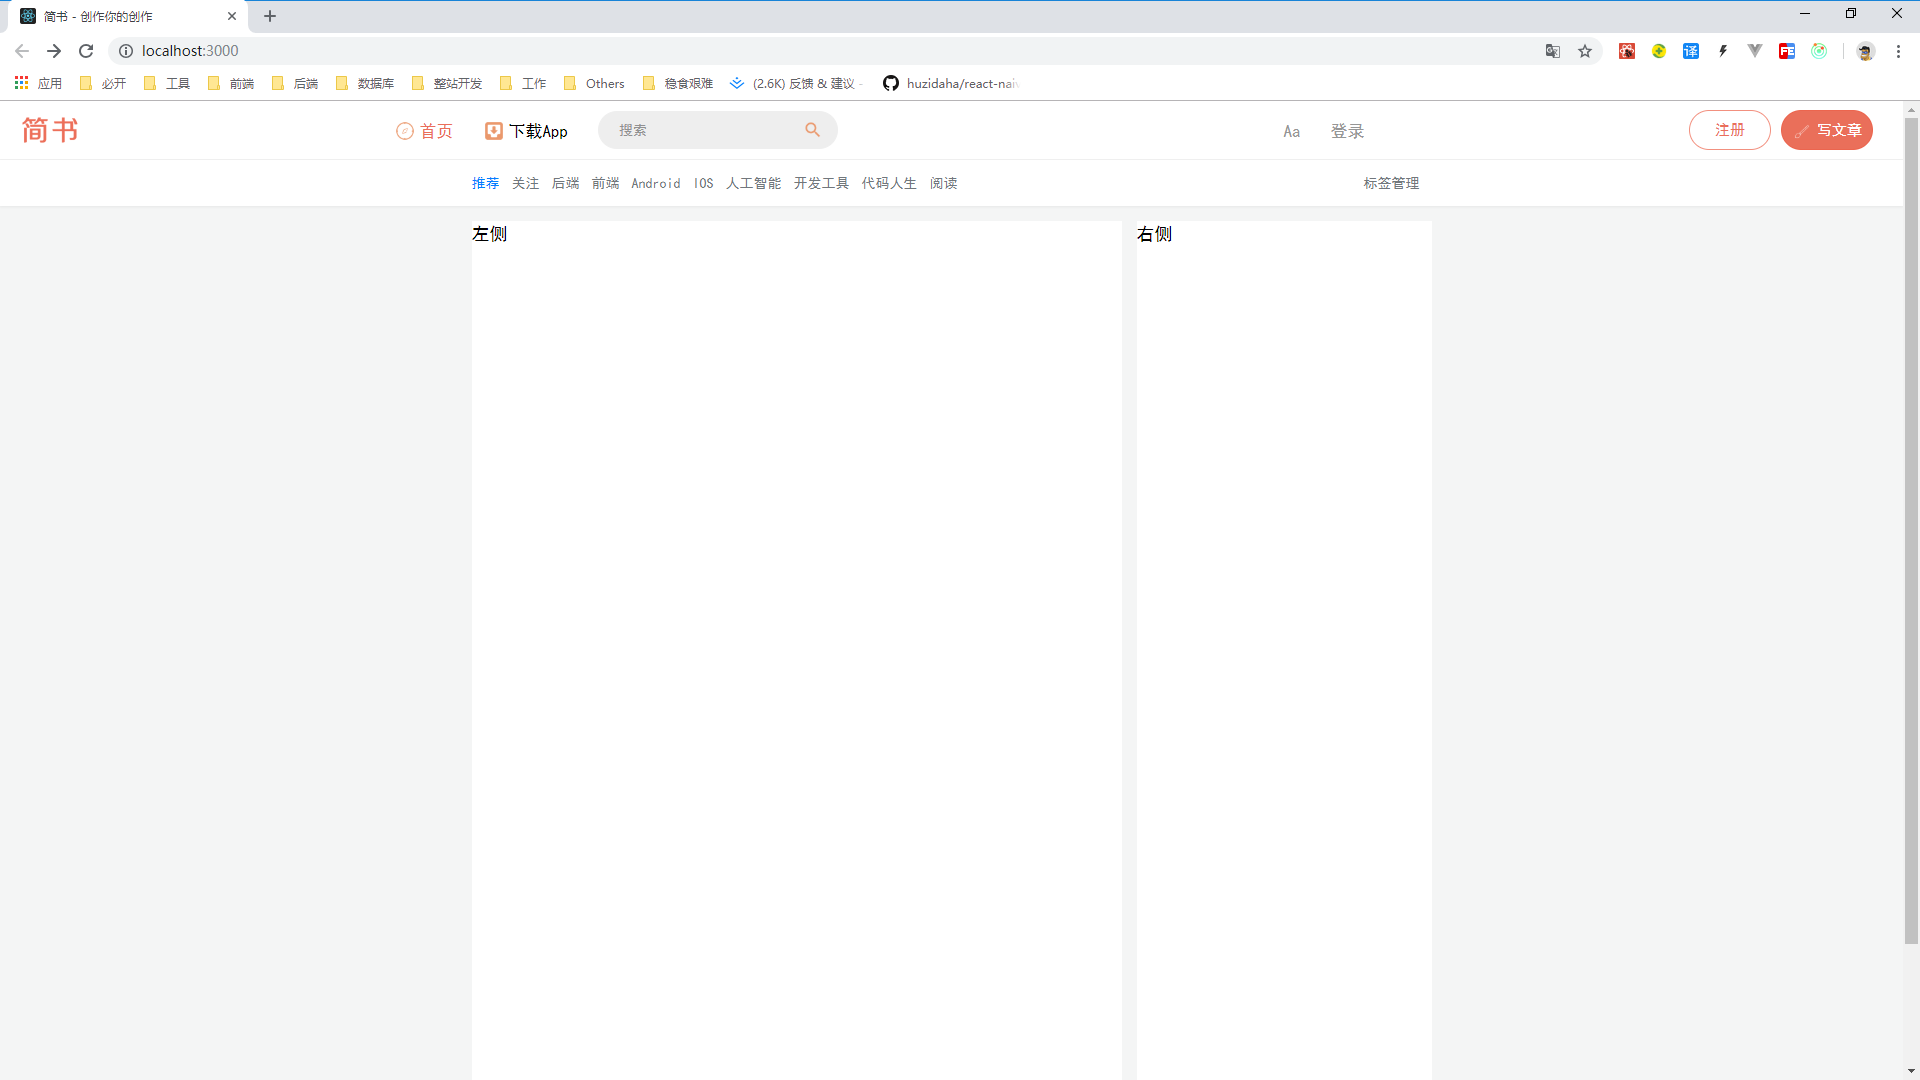 简书 - 创作你的创作
localhost:3000
应用 必开 工具 前端 后端 数据库 整站开发 工作 Others 稳食艰难 (2.6K) 反馈 & 建议 - huzidaha/react-naiv
简书 首页 下载App 搜索 Aa 登录 注册 写文章
推荐 关注 后端 前端 Android IOS 人工智能 开发工具 代码人生 阅读 标签管理
左侧 右侧